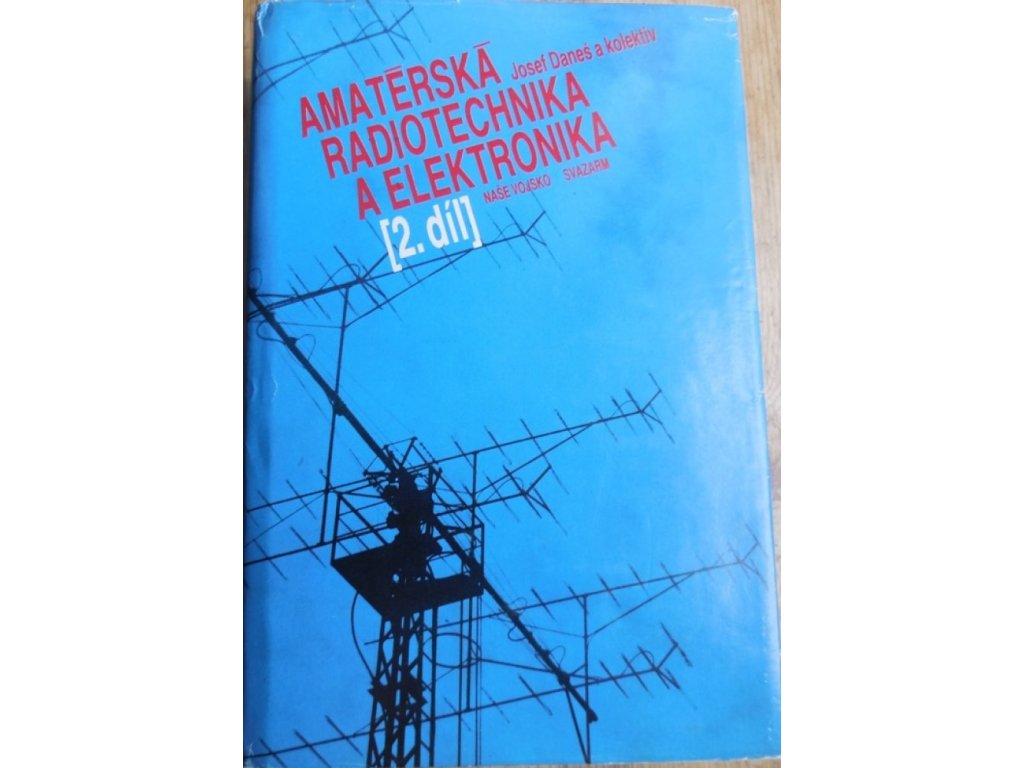 Josef Daneš a kolektiv
AMATÉRSKÁ
RADIOTECHNIKA
A ELEKTRONIKA
NAŠE VOJSKO SVAZARM
[2. díl]